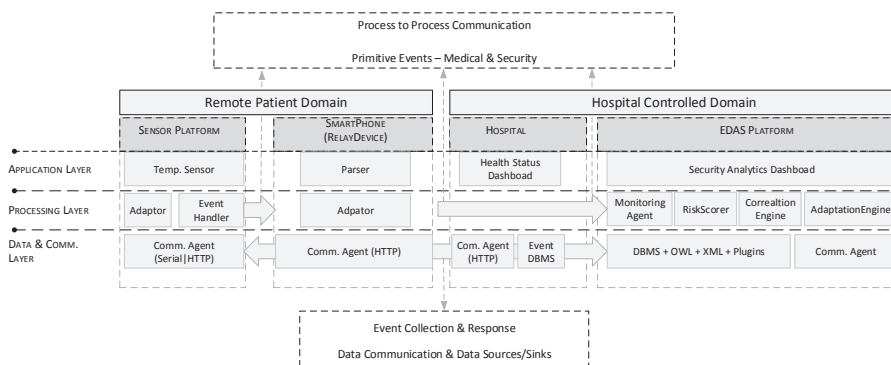 Process to Process Communication
Primitive Events – Medical & Security
Remote Patient Domain
Hospital Controlled Domain
SENSOR PLATFORM
SMARTPHONE
(RELAYDEVICE)
HOSPITAL
EDAS PLATFORM
APPLICATION LAYER
Temp. Sensor
Parser
Health Status
Dashboad
Security Analytics Dashboad
PROCESSING LAYER
Adaptor
Event
Handler
Adpator
Monitoring
Agent
RiskScorer
Correaltion
Engine
AdaptationEngine
DATA & COMM.
LAYER
Comm. Agent
(Serial|HTTP)
Comm. Agent (HTTP)
Com. Agent
(HTTP)
Event
DBMS
DBMS + OWL + XML + Plugins
Comm. Agent
Event Collection & Response
Data Communication & Data Sources/Sinks